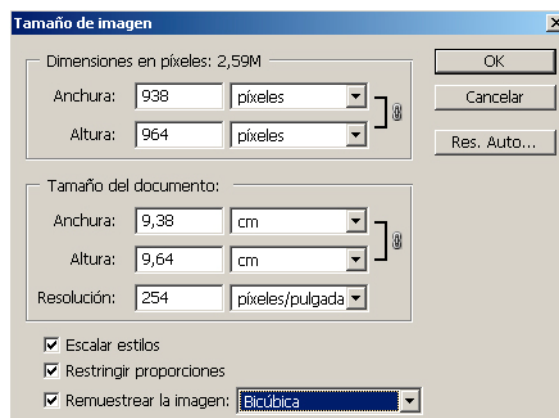 Tamaño de imagen
Dimensiones en píxeles: 2,59M
Anchura: 938 píxeles
Altura: 964 píxeles
OK
Cancelar
Res. Auto...
Tamaño del documento:
Anchura: 9,38 cm
Altura: 9,64 cm
Resolución: 254 píxeles/pulgada
Escalar estilos
Restringir proporciones
Remuestrear la imagen: Bicúbica